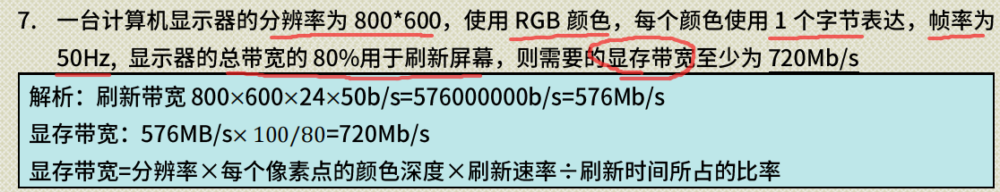 7. 一台计算机显示器的分辨率为 800*600，使用 RGB 颜色，每个颜色使用 1 个字节表达，帧率为
50Hz, 显示器的总带宽的 80%用于刷新屏幕，则需要的显存带宽至少为 720Mb/s
解析：刷新带宽 800×600×24×50b/s=576000000b/s=576Mb/s
显存带宽：576MB/s× 100/80=720Mb/s
显存带宽=分辨率×每个像素点的颜色深度×刷新速率÷刷新时间所占的比率